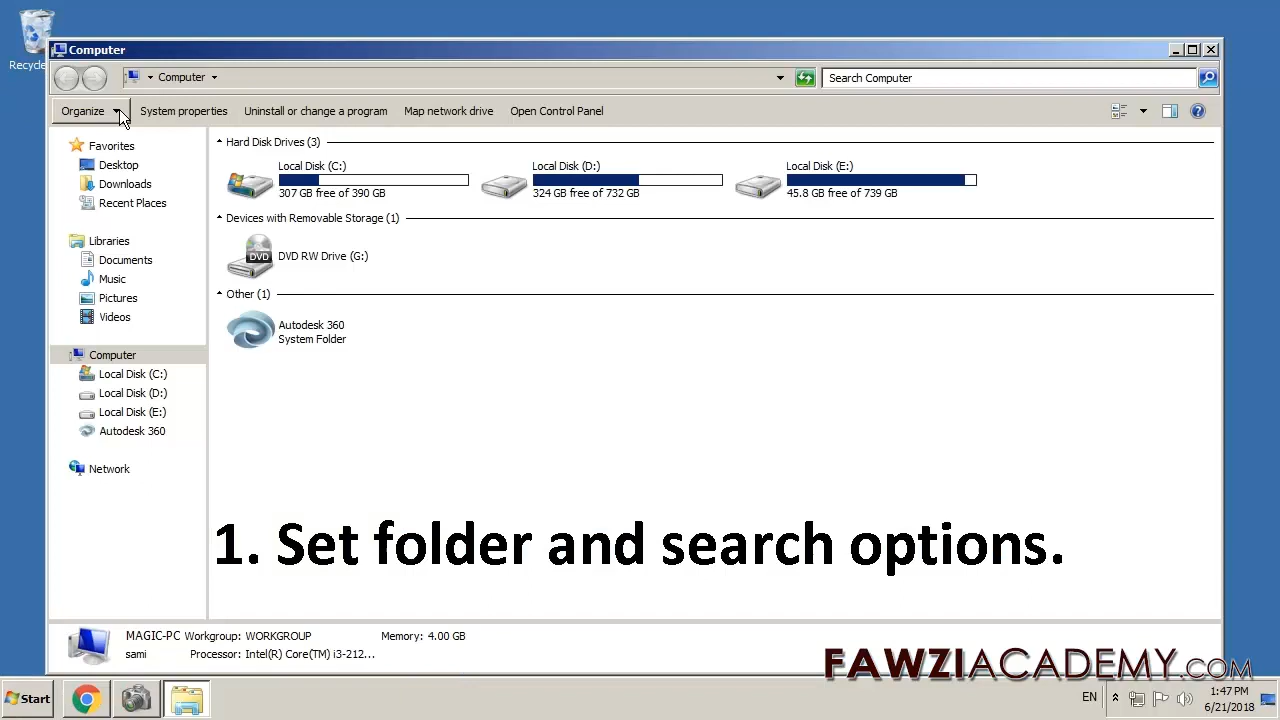 Recycle
Computer
Computer
Search Computer
Organize
System properties
Uninstall or change a program
Map network drive
Open Control Panel
Favorites
Desktop
Downloads
Recent Places
Libraries
Documents
Music
Pictures
Videos
Computer
Local Disk (C:)
Local Disk (D:)
Local Disk (E:)
Autodesk 360
Network
Hard Disk Drives (3)
Local Disk (C:)
307 GB free of 390 GB
Local Disk (D:)
324 GB free of 732 GB
Local Disk (E:)
45.8 GB free of 739 GB
Devices with Removable Storage (1)
DVD
DVD RW Drive (G:)
Other (1)
Autodesk 360
System Folder
1. Set folder and search options.
MAGIC-PC Workgroup: WORKGROUP Memory: 4.00 GB
sami Processor: Intel(R) Core(TM) i3-212...
FAWZIACADEMY.COM
Start
EN
1:47 PM
6/21/2018